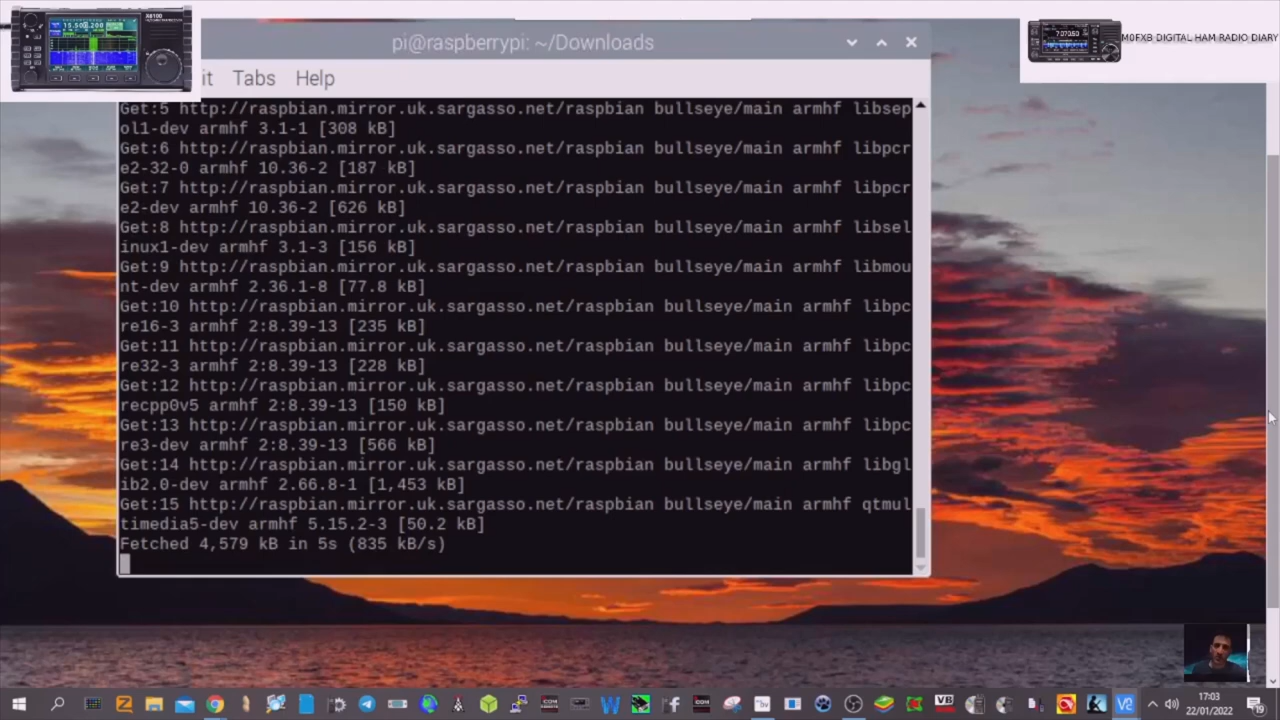 X6100
15.500.200
pi@raspberrypi: ~/Downloads
7.070.50
M0FXB DIGITAL HAM RADIO DIARY
it Tabs Help
Get:5 http://raspbian.mirror.uk.sargasso.net/raspbian bullseye/main armhf libsep
ol1-dev armhf 3.1-1 [308 kB]
Get:6 http://raspbian.mirror.uk.sargasso.net/raspbian bullseye/main armhf libpcr
e2-32-0 armhf 10.36-2 [187 kB]
Get:7 http://raspbian.mirror.uk.sargasso.net/raspbian bullseye/main armhf libpcr
e2-dev armhf 10.36-2 [626 kB]
Get:8 http://raspbian.mirror.uk.sargasso.net/raspbian bullseye/main armhf libsel
inux1-dev armhf 3.1-3 [156 kB]
Get:9 http://raspbian.mirror.uk.sargasso.net/raspbian bullseye/main armhf libmou
nt-dev armhf 2.36.1-8 [77.8 kB]
Get:10 http://raspbian.mirror.uk.sargasso.net/raspbian bullseye/main armhf libpc
re16-3 armhf 2:8.39-13 [235 kB]
Get:11 http://raspbian.mirror.uk.sargasso.net/raspbian bullseye/main armhf libpc
re32-3 armhf 2:8.39-13 [228 kB]
Get:12 http://raspbian.mirror.uk.sargasso.net/raspbian bullseye/main armhf libpc
recpp0v5 armhf 2:8.39-13 [150 kB]
Get:13 http://raspbian.mirror.uk.sargasso.net/raspbian bullseye/main armhf libpc
re3-dev armhf 2:8.39-13 [566 kB]
Get:14 http://raspbian.mirror.uk.sargasso.net/raspbian bullseye/main armhf libgl
ib2.0-dev armhf 2.66.8-1 [1,453 kB]
Get:15 http://raspbian.mirror.uk.sargasso.net/raspbian bullseye/main armhf qtmul
timedia5-dev armhf 5.15.2-3 [50.2 kB]
Fetched 4,579 kB in 5s (835 kB/s)
17:03
22/01/2022
19